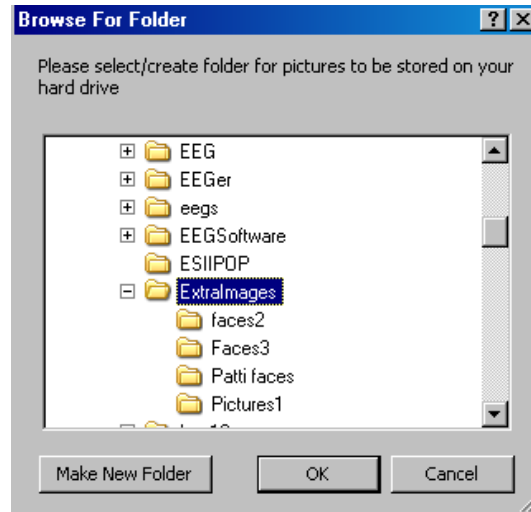 Browse For Folder
Please select/create folder for pictures to be stored on your
hard drive
EEG
EEGer
eegs
EEGSoftware
ESIIPOP
ExtraImages
faces2
Faces3
Patti faces
Pictures1
Make New Folder OK Cancel